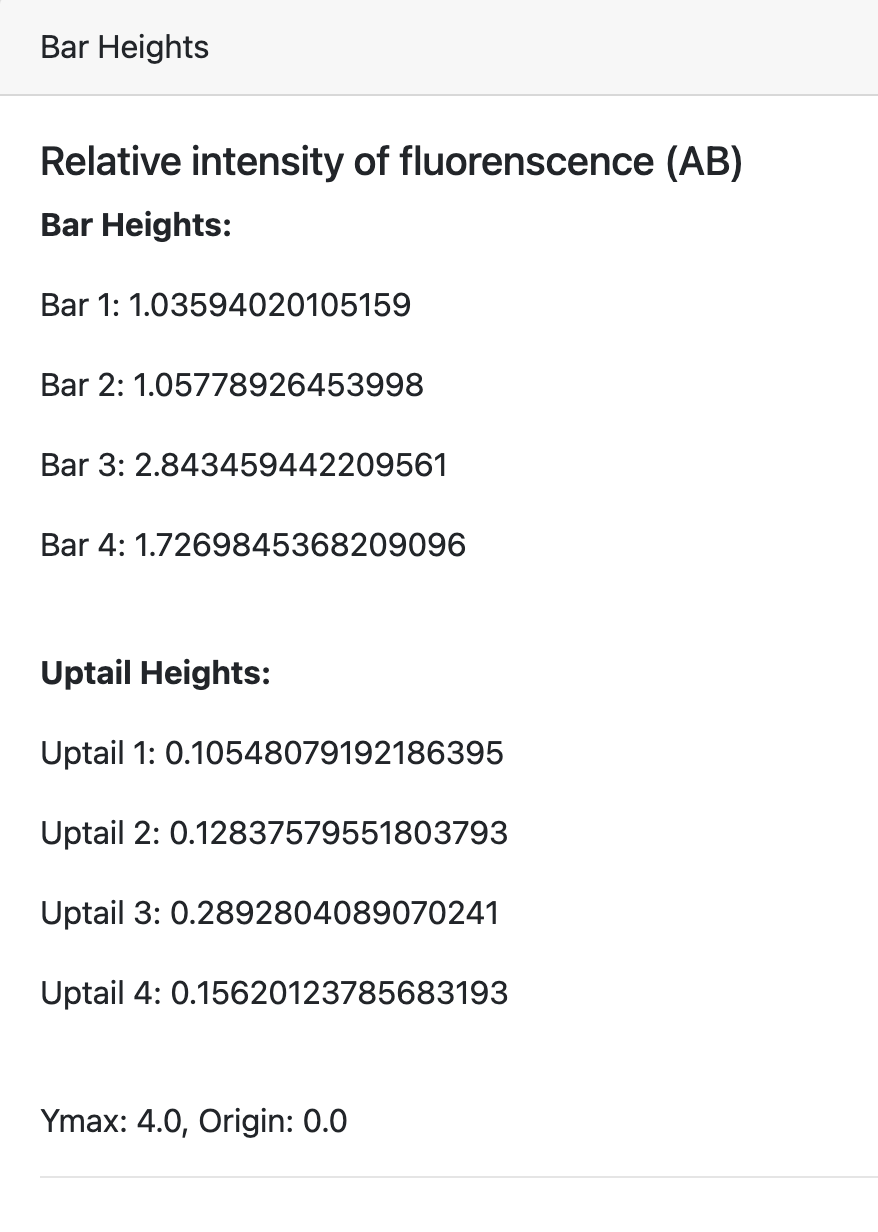 Bar Heights
Relative intensity of fluorenscence (AB)
Bar Heights:
Bar 1: 1.03594020105159
Bar 2: 1.05778926453998
Bar 3: 2.843459442209561
Bar 4: 1.7269845368209096
Uptail Heights:
Uptail 1: 0.10548079192186395
Uptail 2: 0.12837579551803793
Uptail 3: 0.2892804089070241
Uptail 4: 0.15620123785683193
Ymax: 4.0, Origin: 0.0